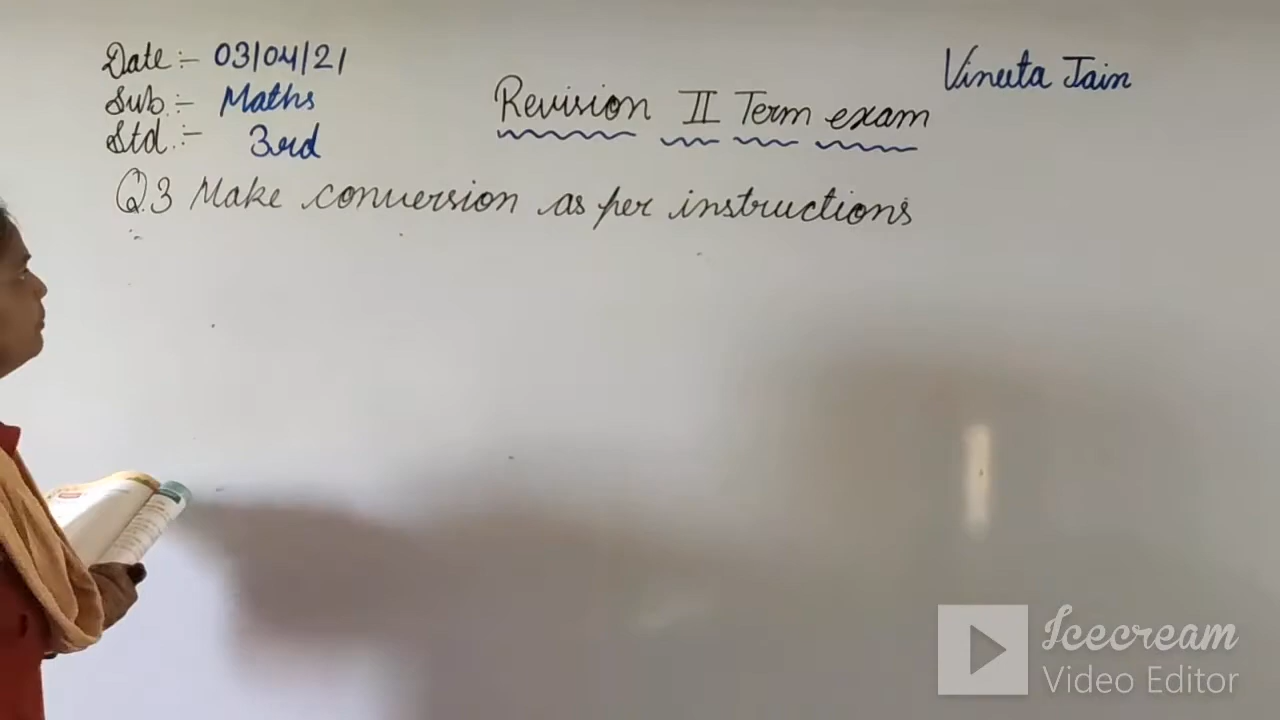 Date :- 03/04/21
Sub :- Maths
Std. :- 3rd
Vineeta Jain
Revision II Term exam
Q.3 Make conversion as per instructions
Icecream
Video Editor